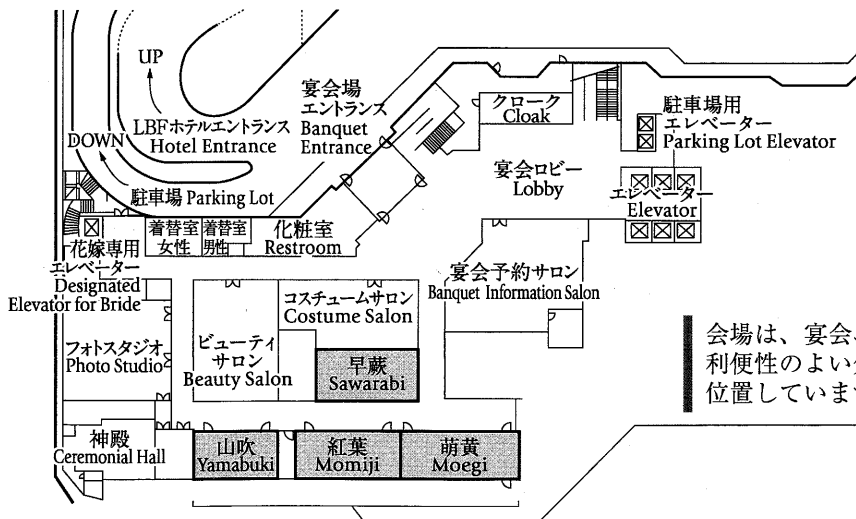 UP
DOWN
LBFホテルエントランス
Hotel Entrance
駐車場 Parking Lot
宴会場
エントランス
Banquet
Entrance
クローク
Cloak
駐車場用
エレベーター
Parking Lot Elevator
宴会ロビー
Lobby
エレベーター
Elevator
着替室
女性
着替室
男性
化粧室
Restroom
花嫁専用
エレベーター
Designated
Elevator for Bride
コスチュームサロン
Costume Salon
宴会予約サロン
Banquet Information Salon
フォトスタジオ
Photo Studio
ビューティ
サロン
Beauty Salon
早蕨
Sawarabi
会場は、宴会
利便性のよい
位置していま
神殿
Ceremonial Hall
山吹
Yamabuki
紅葉
Momiji
萌黄
Moegi